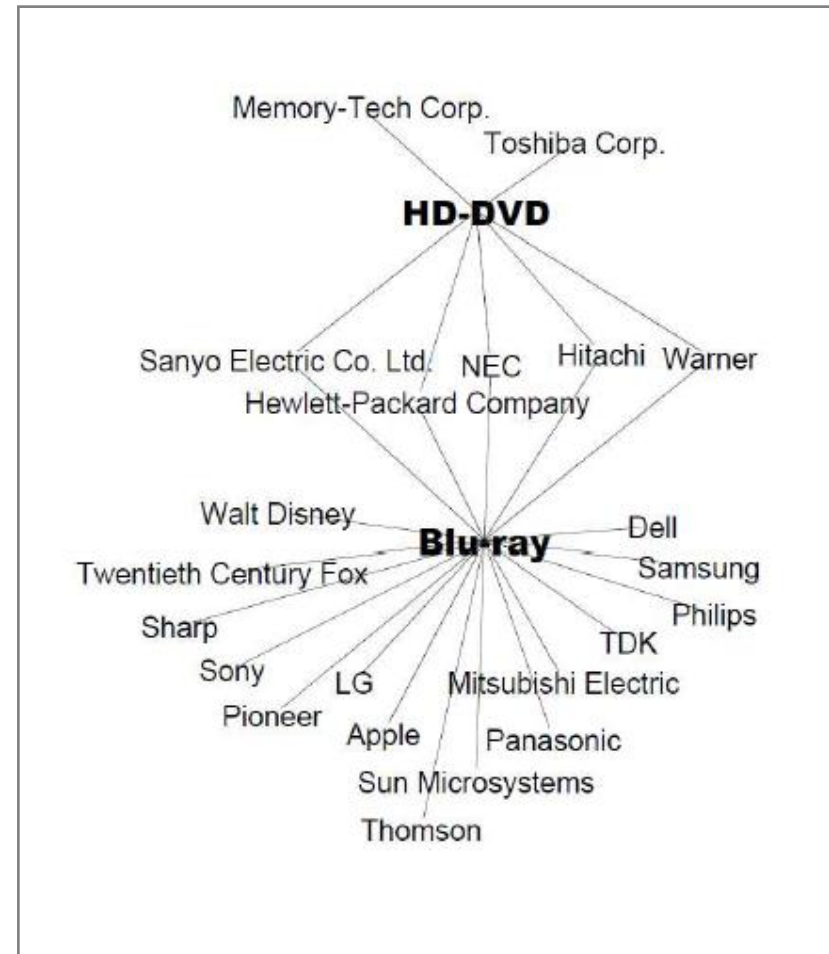 Memory-Tech Corp.
Toshiba Corp.
HD-DVD
Sanyo Electric Co. Ltd.
NEC
Hitachi
Warner
Hewlett-Packard Company
Walt Disney
Dell
Blu-ray
Twentieth Century Fox
Samsung
Sharp
Philips
Sony
TDK
LG
Mitsubishi Electric
Pioneer
Apple
Panasonic
Sun Microsystems
Thomson